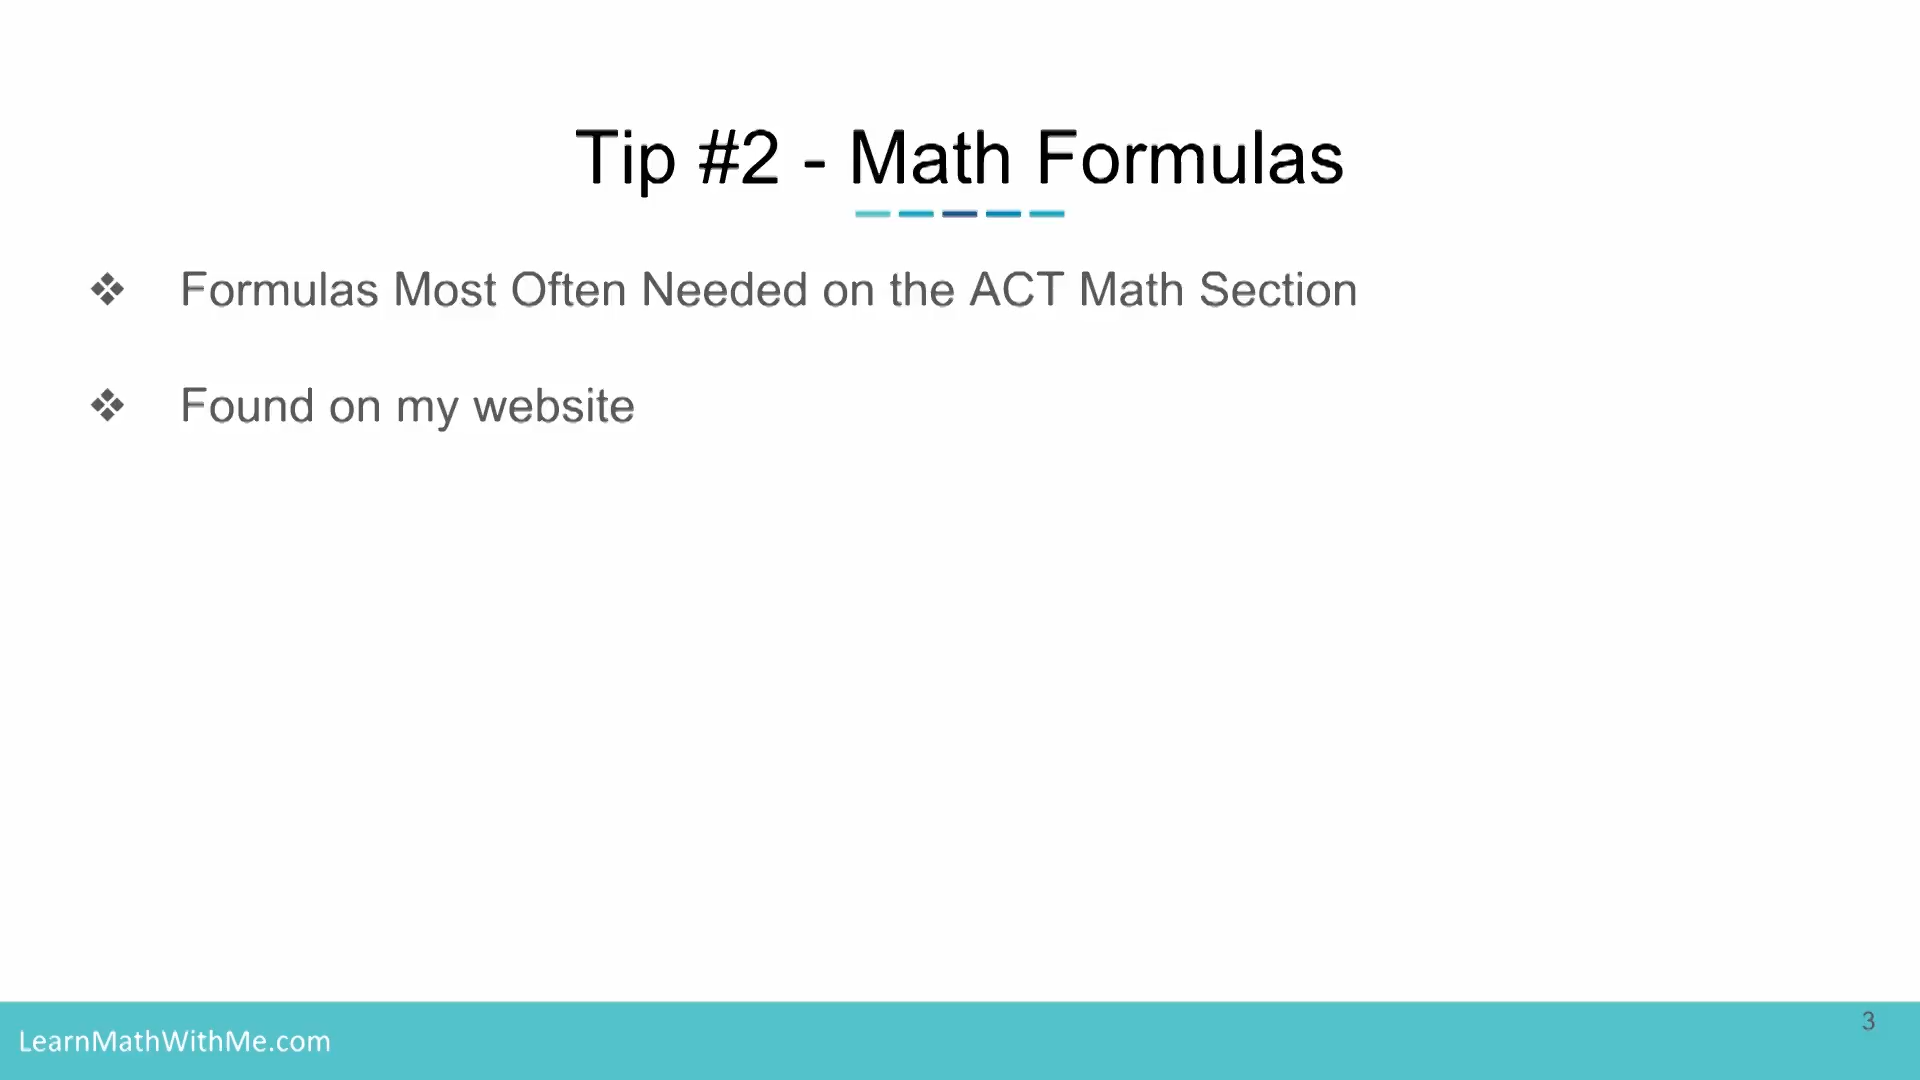 Tip #2 - Math Formulas
❖ Formulas Most Often Needed on the ACT Math Section
❖ Found on my website
LearnMathWithMe.com
3